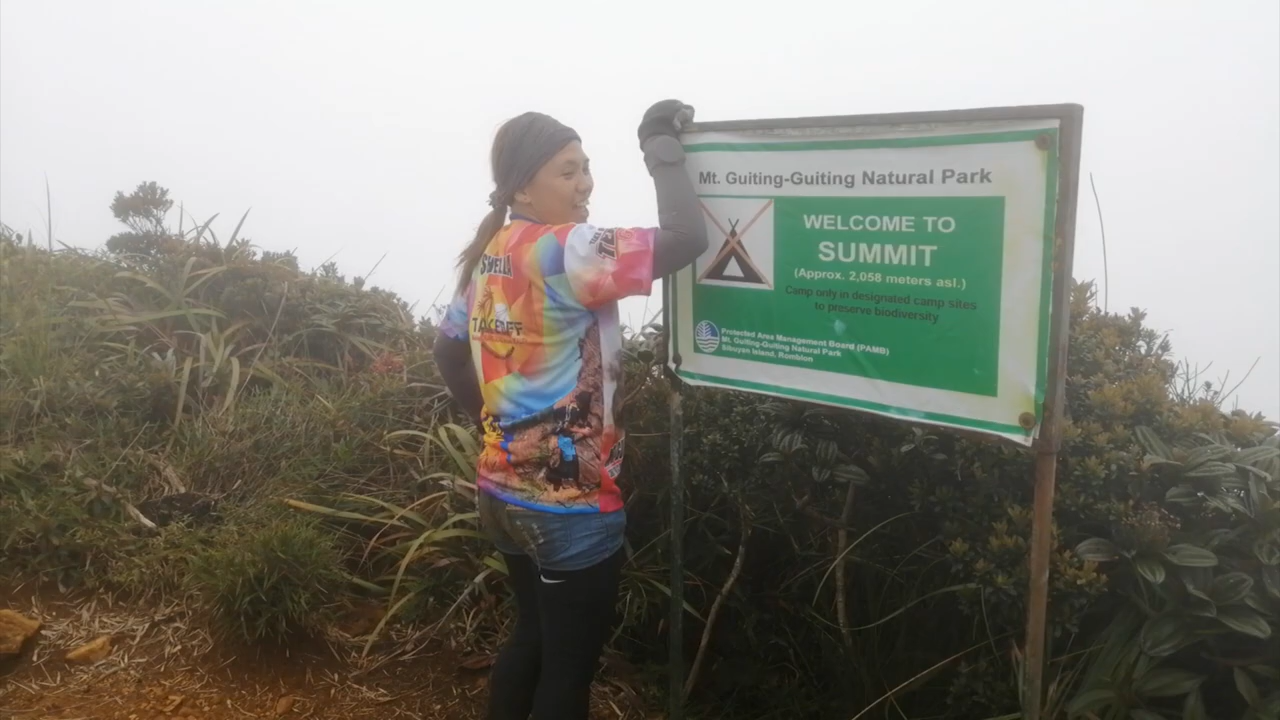 Mt. Guiting-Guiting Natural Park
WELCOME TO
SUMMIT
(Approx. 2,058 meters asl.)
Camp only in designated camp sites
to preserve biodiversity
Protected Area Management Board (PAMB)
Mt. Guiting-Guiting Natural Park
Sibuyan Island, Romblon